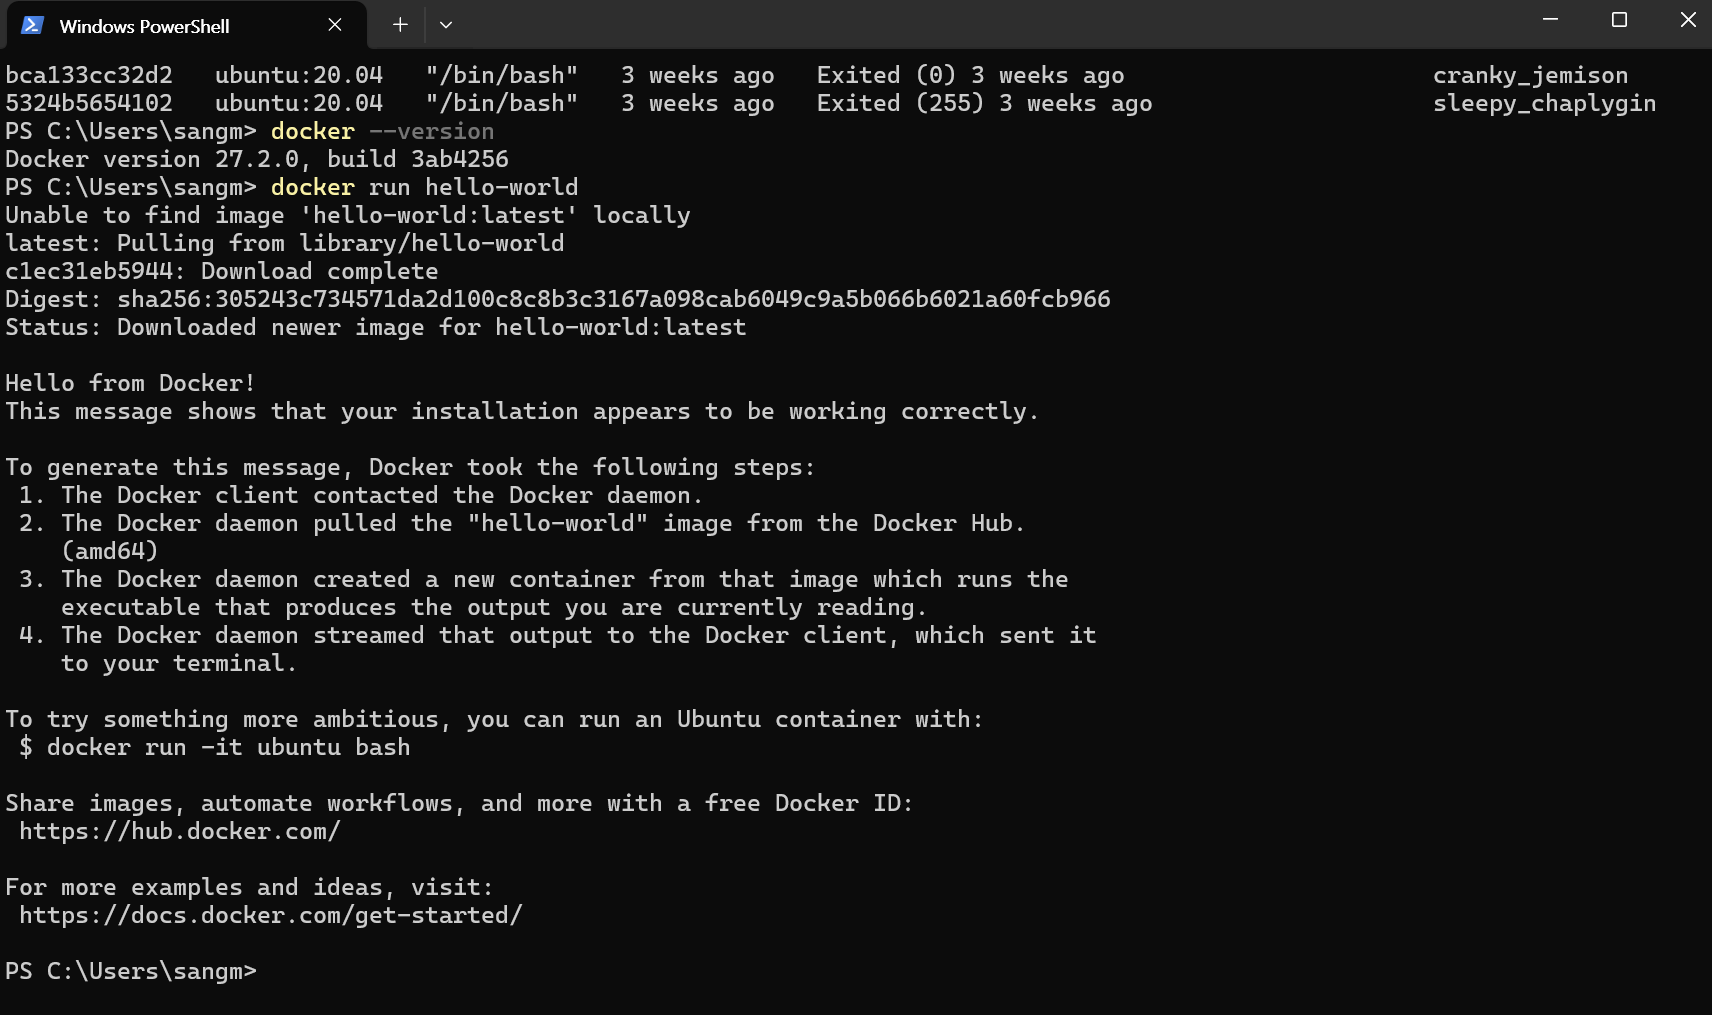 Windows PowerShell
bca133cc32d2   ubuntu:20.04   "/bin/bash"   3 weeks ago   Exited (0) 3 weeks ago                      cranky_jemison
5324b5654102   ubuntu:20.04   "/bin/bash"   3 weeks ago   Exited (255) 3 weeks ago                    sleepy_chaplygin
PS C:\Users\sangm> docker --version
Docker version 27.2.0, build 3ab4256
PS C:\Users\sangm> docker run hello-world
Unable to find image 'hello-world:latest' locally
latest: Pulling from library/hello-world
c1ec31eb5944: Download complete
Digest: sha256:305243c734571da2d100c8c8b3c3167a098cab6049c9a5b066b6021a60fcb966
Status: Downloaded newer image for hello-world:latest

Hello from Docker!
This message shows that your installation appears to be working correctly.

To generate this message, Docker took the following steps:
 1. The Docker client contacted the Docker daemon.
 2. The Docker daemon pulled the "hello-world" image from the Docker Hub.
    (amd64)
 3. The Docker daemon created a new container from that image which runs the
    executable that produces the output you are currently reading.
 4. The Docker daemon streamed that output to the Docker client, which sent it
    to your terminal.

To try something more ambitious, you can run an Ubuntu container with:
 $ docker run -it ubuntu bash

Share images, automate workflows, and more with a free Docker ID:
 https://hub.docker.com/

For more examples and ideas, visit:
 https://docs.docker.com/get-started/

PS C:\Users\sangm>